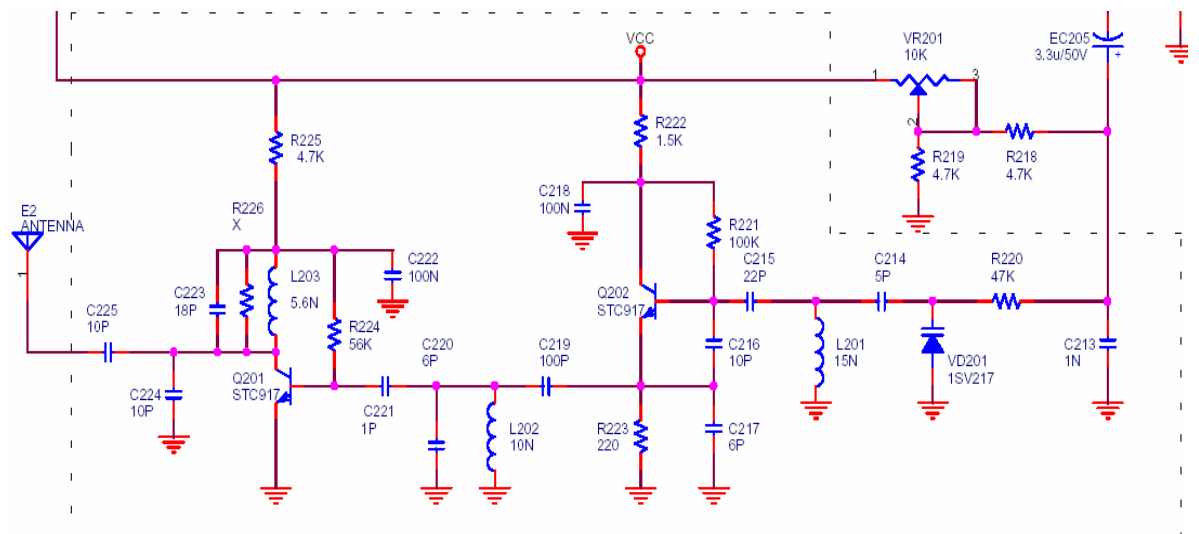 VCC
VR201
10K
1
3
2
EC205
3.3u/50V
+
R225
4.7K
R222
1.5K
R219
4.7K
R218
4.7K
E2
ANTENNA
1
R226
X
C218
100N
R221
100K
C222
100N
C223
18P
L203
5.6N
C215
22P
C214
5P
R220
47K
C225
10P
R224
56K
Q202
STC917
C220
6P
C219
100P
C216
10P
L201
15N
VD201
1SV217
C213
1N
Q201
STC917
C224
10P
C221
1P
L202
10N
R223
220
C217
6P